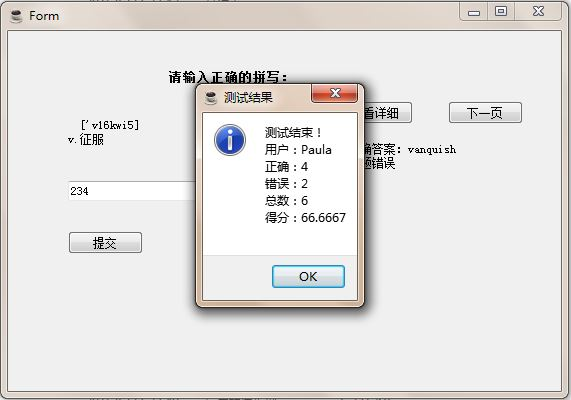 Form
请输入正确的拼写：
测试结果
看详细
下一页
['v16kwi5]
v.征服
确答案：vanquish
题错误
测试结束！
用户：Paula
正确：4
错误：2
总数：6
得分：66.6667
234
提交
OK